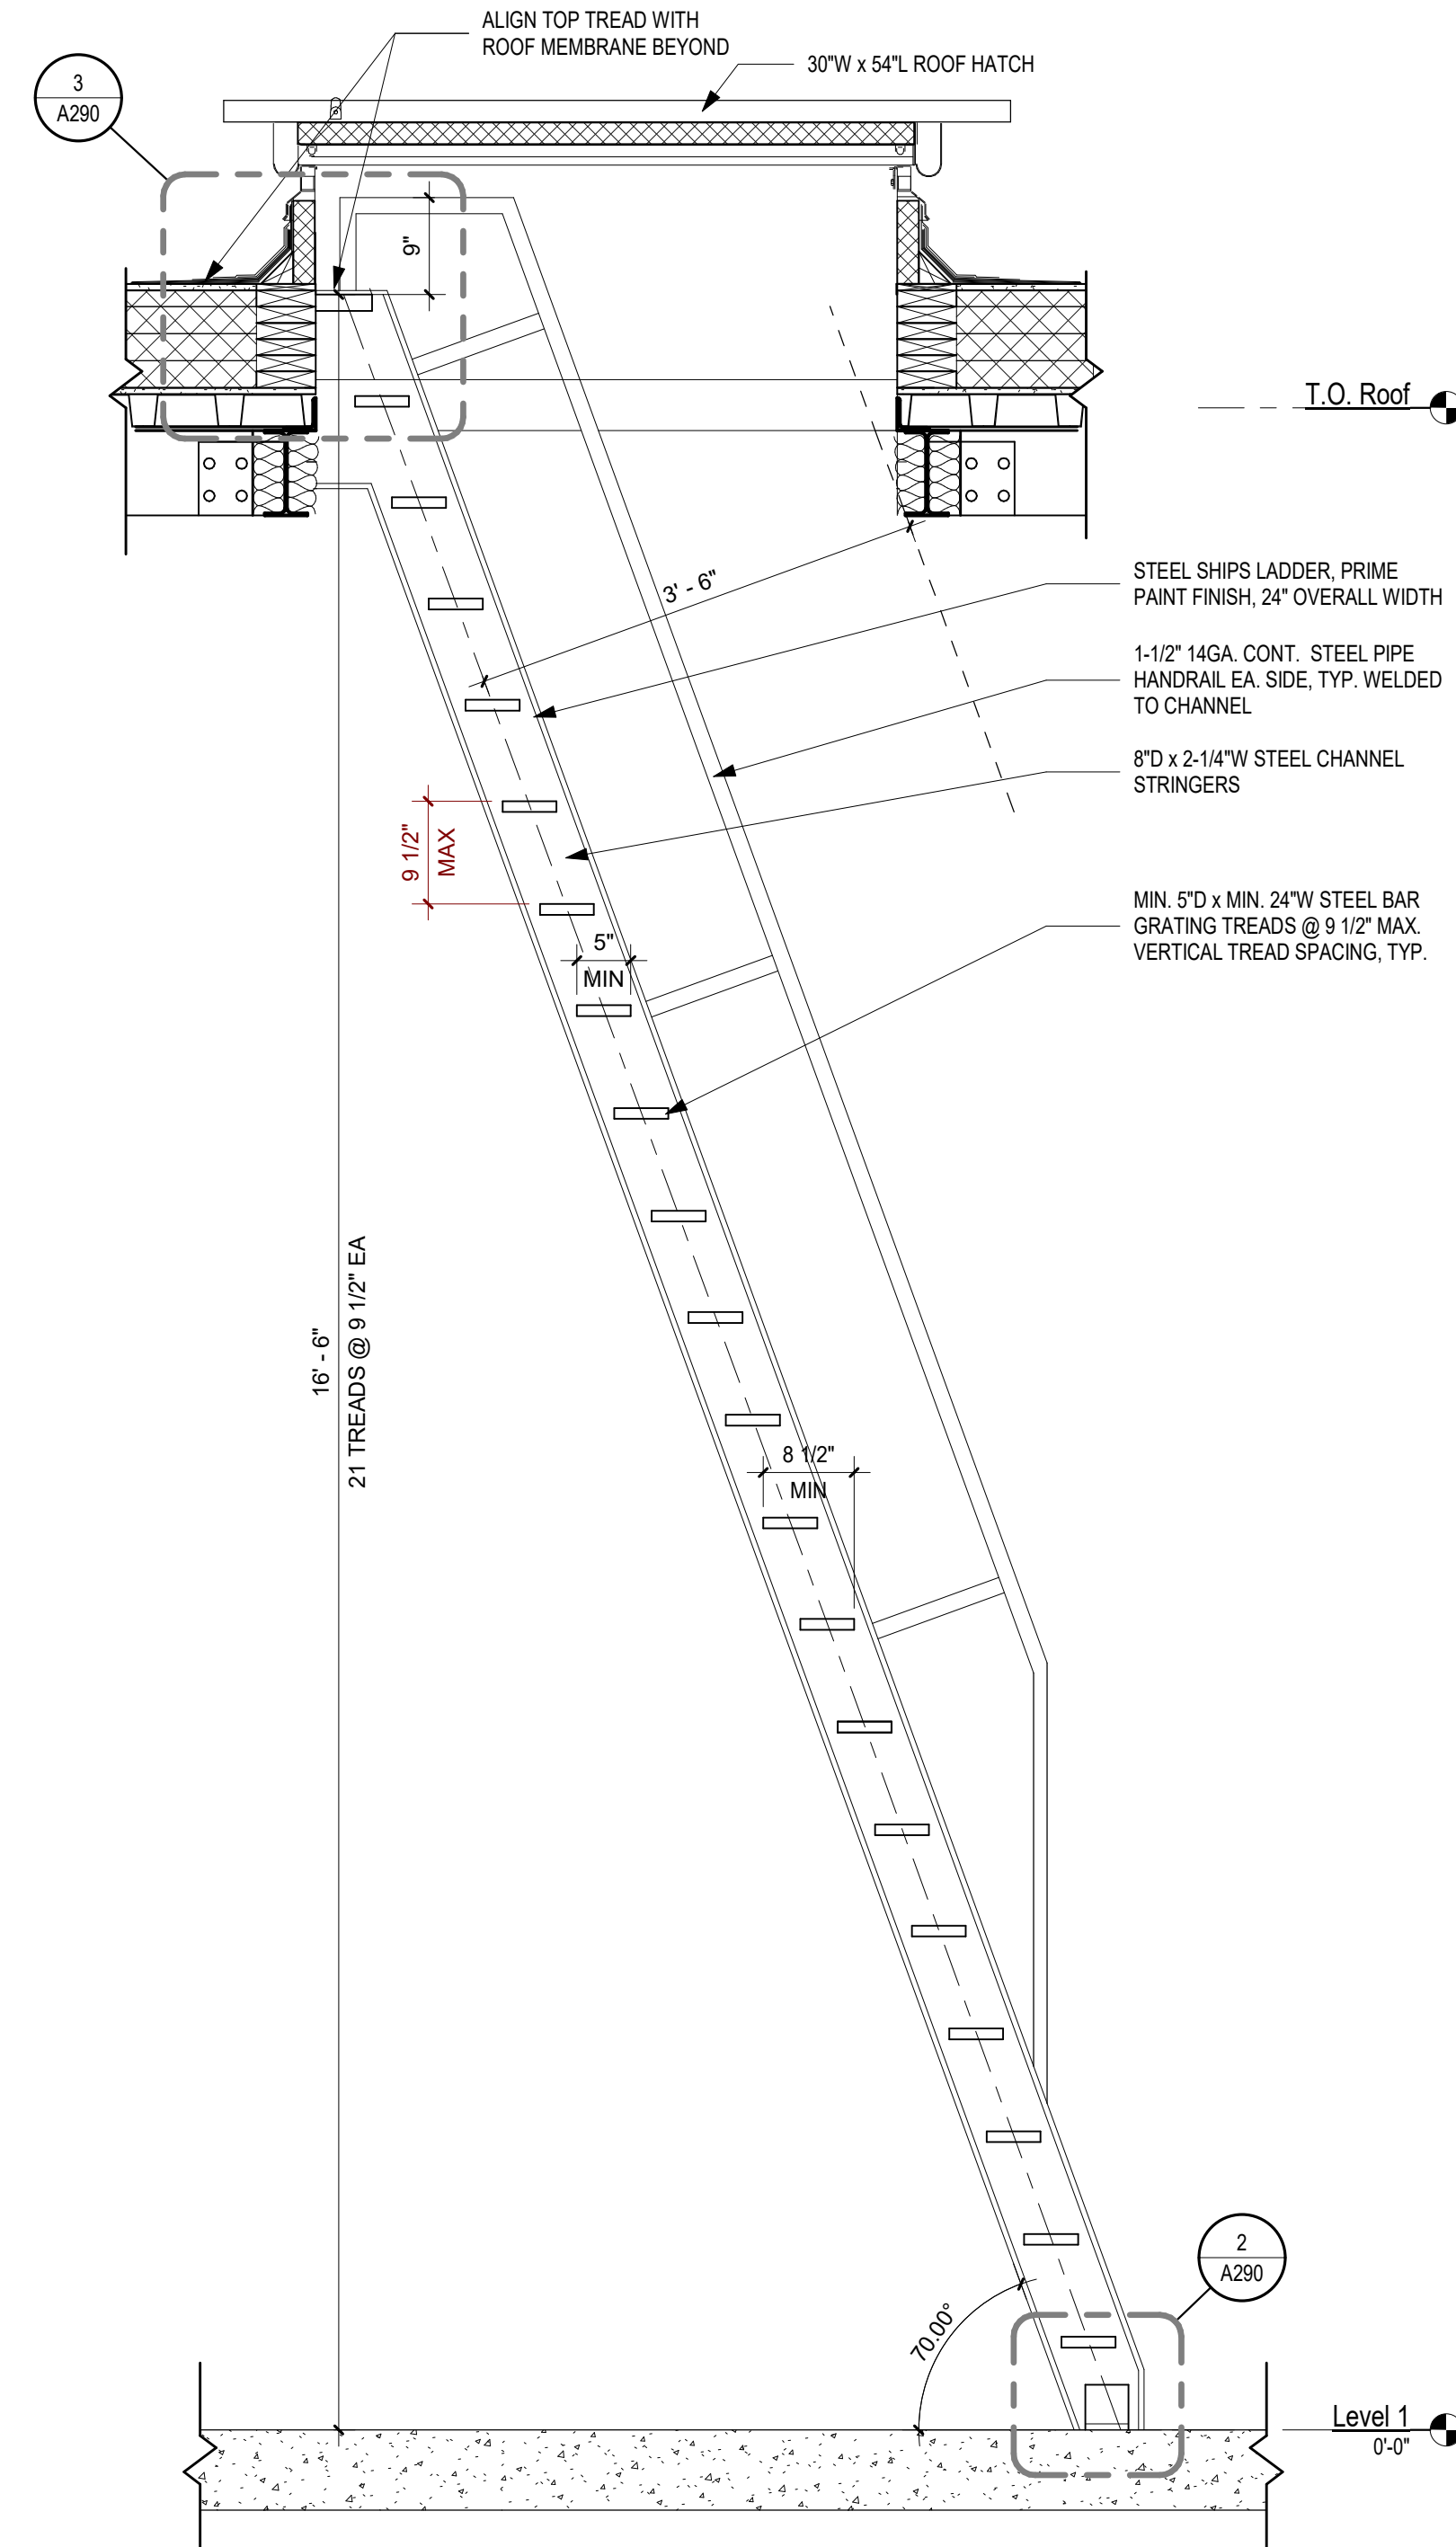 ALIGN TOP TREAD WITH
ROOF MEMBRANE BEYOND
30"W x 54"L ROOF HATCH
3
A290
9"
T.O. Roof
3' - 6"
STEEL SHIPS LADDER, PRIME
PAINT FINISH, 24" OVERALL WIDTH
1-1/2" 14GA. CONT. STEEL PIPE
HANDRAIL EA. SIDE, TYP. WELDED
TO CHANNEL
8"D x 2-1/4"W STEEL CHANNEL
STRINGERS
9 1/2"
MAX
MIN. 5"D x MIN. 24"W STEEL BAR
GRATING TREADS @ 9 1/2" MAX.
VERTICAL TREAD SPACING, TYP.
5"
MIN
16' - 6"
21 TREADS @ 9 1/2" EA
8 1/2"
MIN
2
A290
70.00°
Level 1
0'-0"